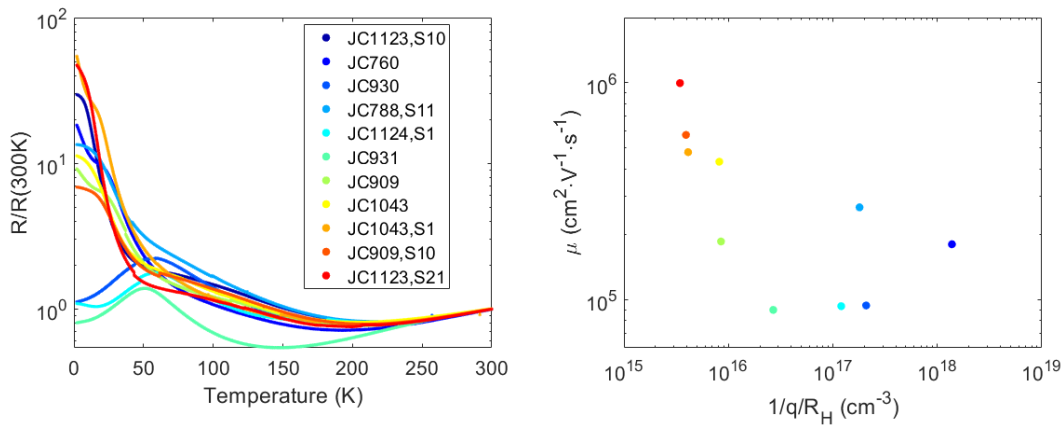 R/R(300K)
10^2
10^1
10^0
0
50
100
150
200
250
300
Temperature (K)
JC1123,S10
JC760
JC930
JC788,S11
JC1124,S1
JC931
JC909
JC1043
JC1043,S1
JC909,S10
JC1123,S21
μ (cm^2·V^-1·s^-1)
10^6
10^5
10^15
10^16
10^17
10^18
10^19
1/q/R_H (cm^-3)